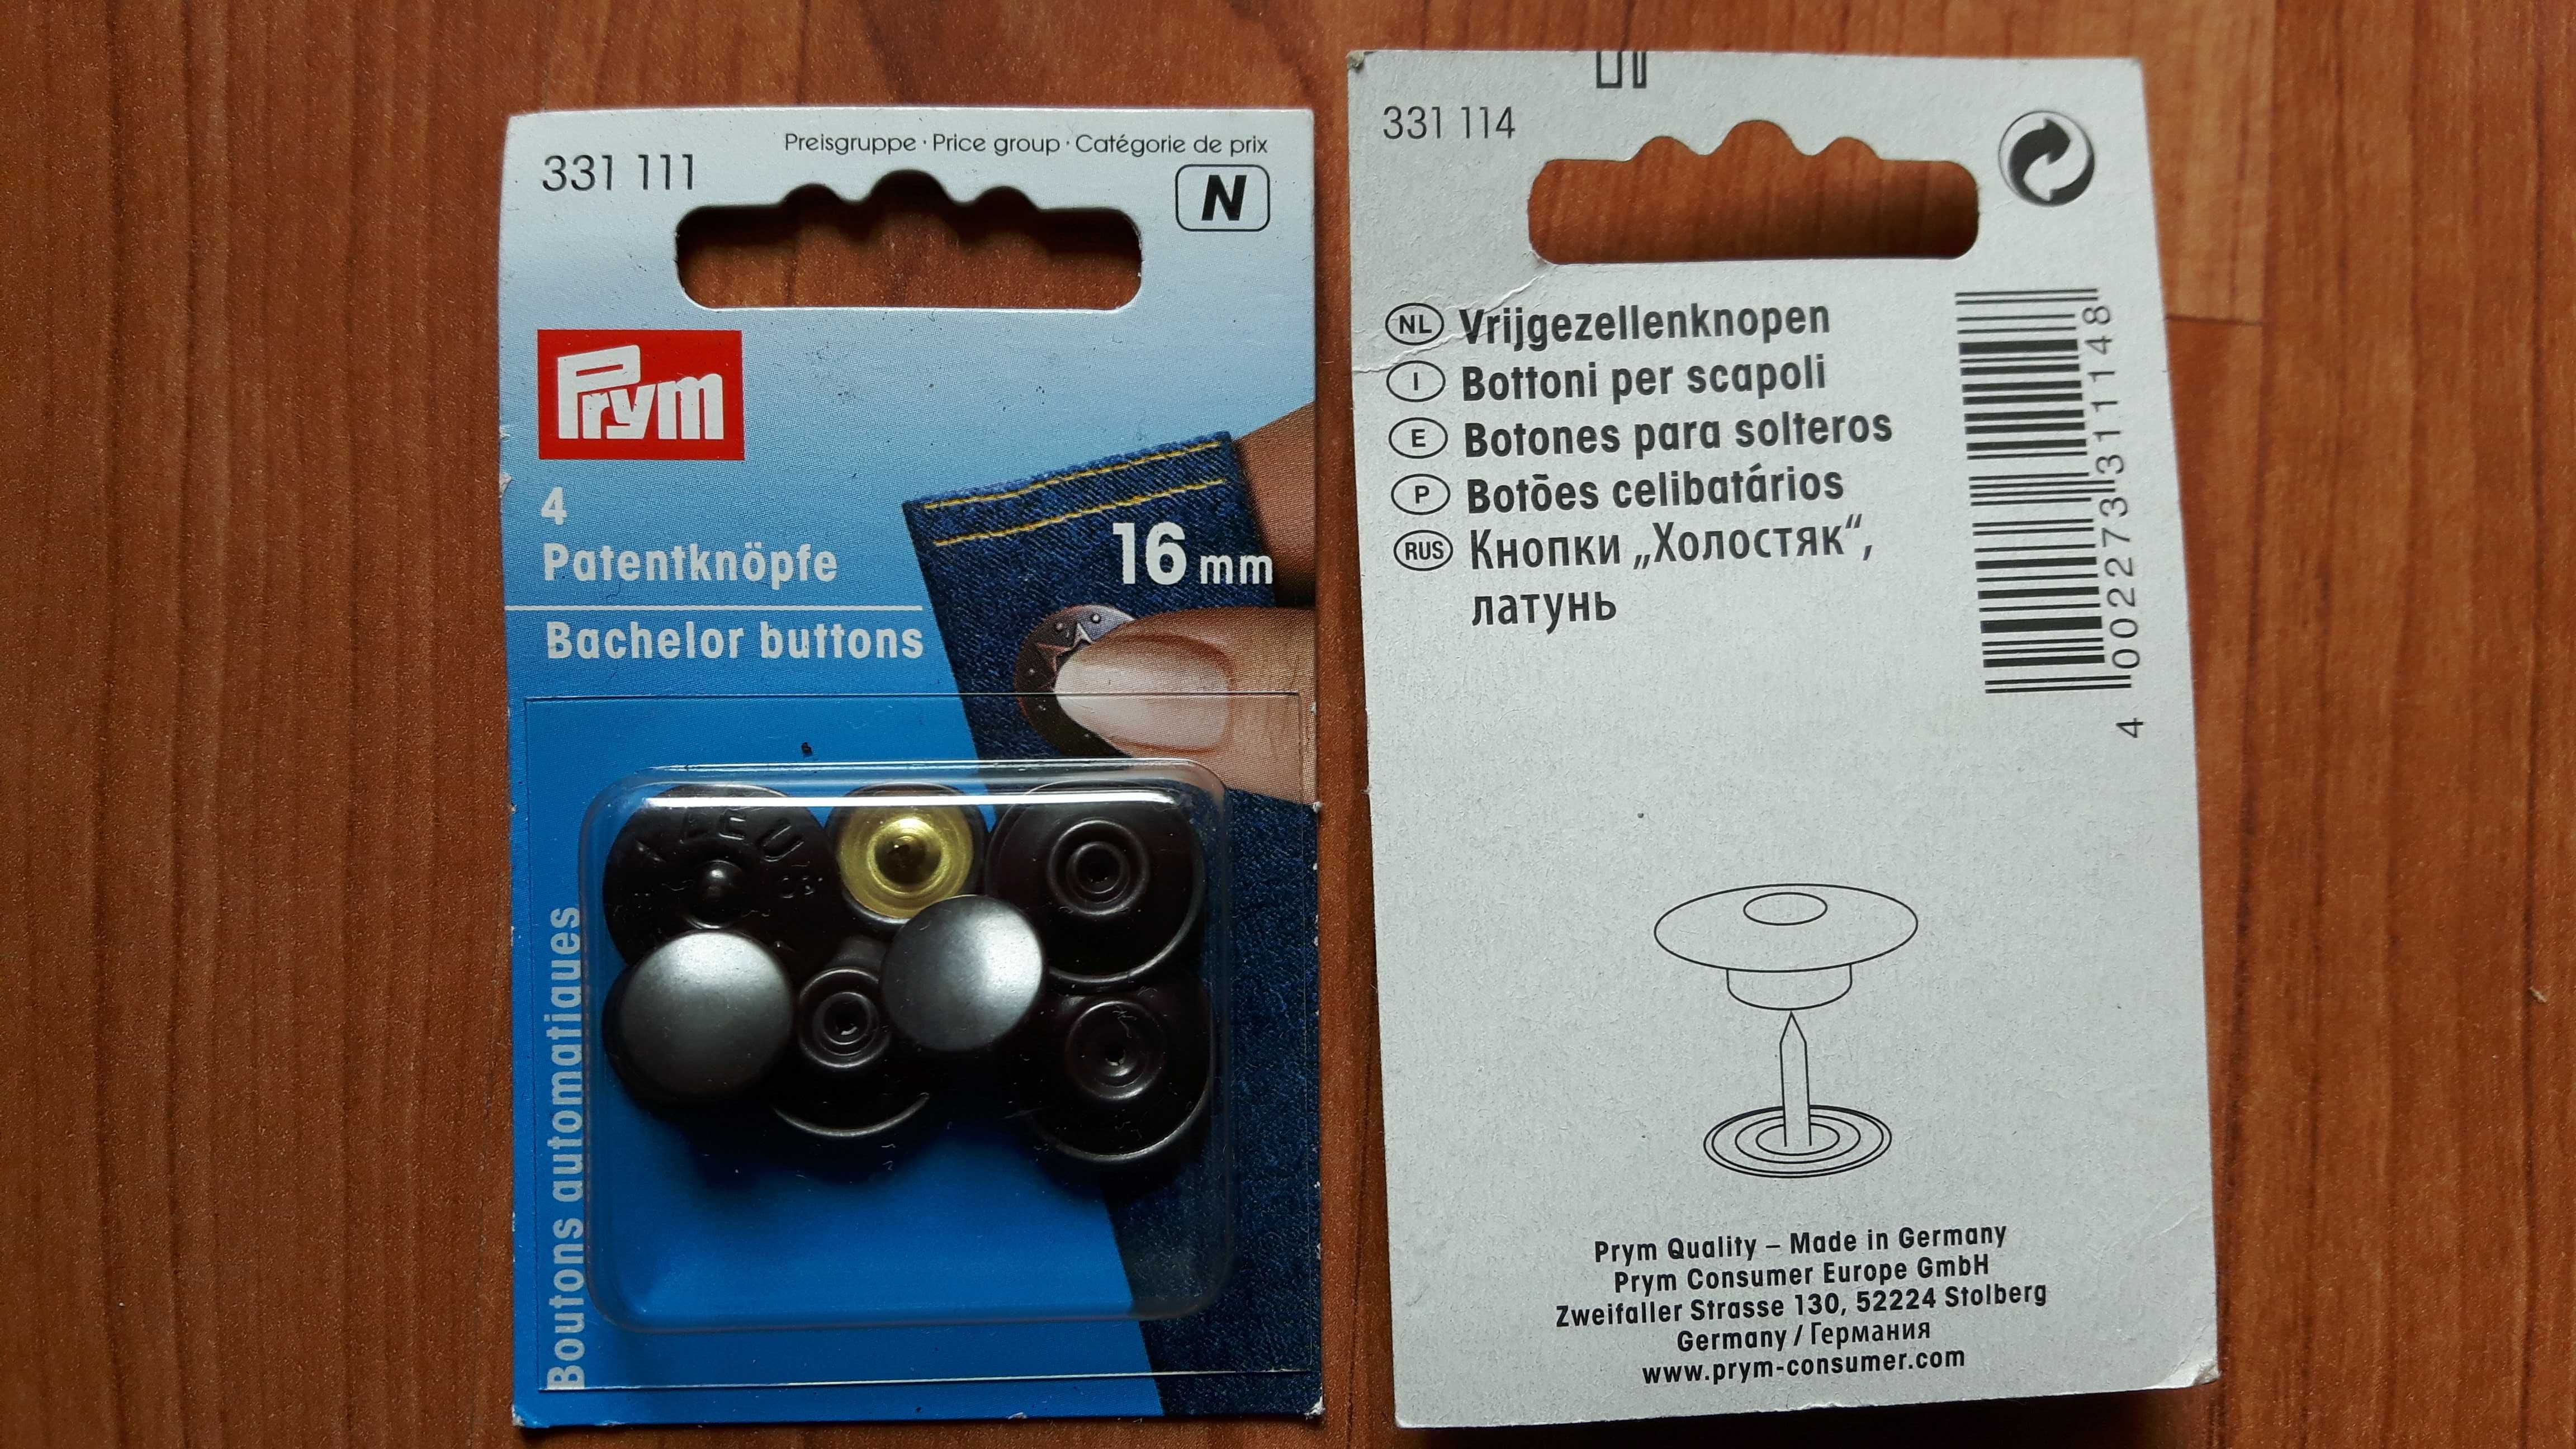 331 111
Preisgruppe · Price group · Catégorie de prix
N
Prym
4
Patentknöpfe
Bachelor buttons
16 mm
Boutons automatiques
331 114
NL Vrijgezellenknopen
I Bottoni per scapoli
E Botones para solteros
P Botões celibatários
RUS Кнопки „Холостяк“,
латунь
4 002273 311148
Prym Quality – Made in Germany
Prym Consumer Europe GmbH
Zweifaller Strasse 130, 52224 Stolberg
Germany / Германия
www.prym-consumer.com